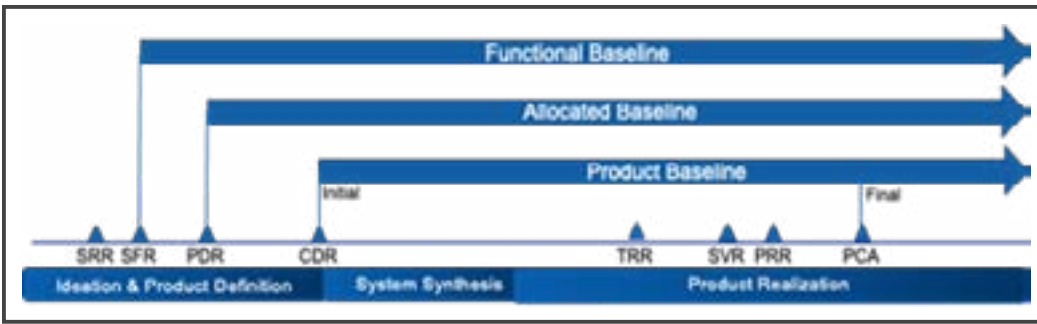 Functional Baseline
Allocated Baseline
Product Baseline
Initial
Final
SRR SFR PDR CDR TRR SVR PRR PCA
Ideation & Product Definition System Synthesis Product Realization